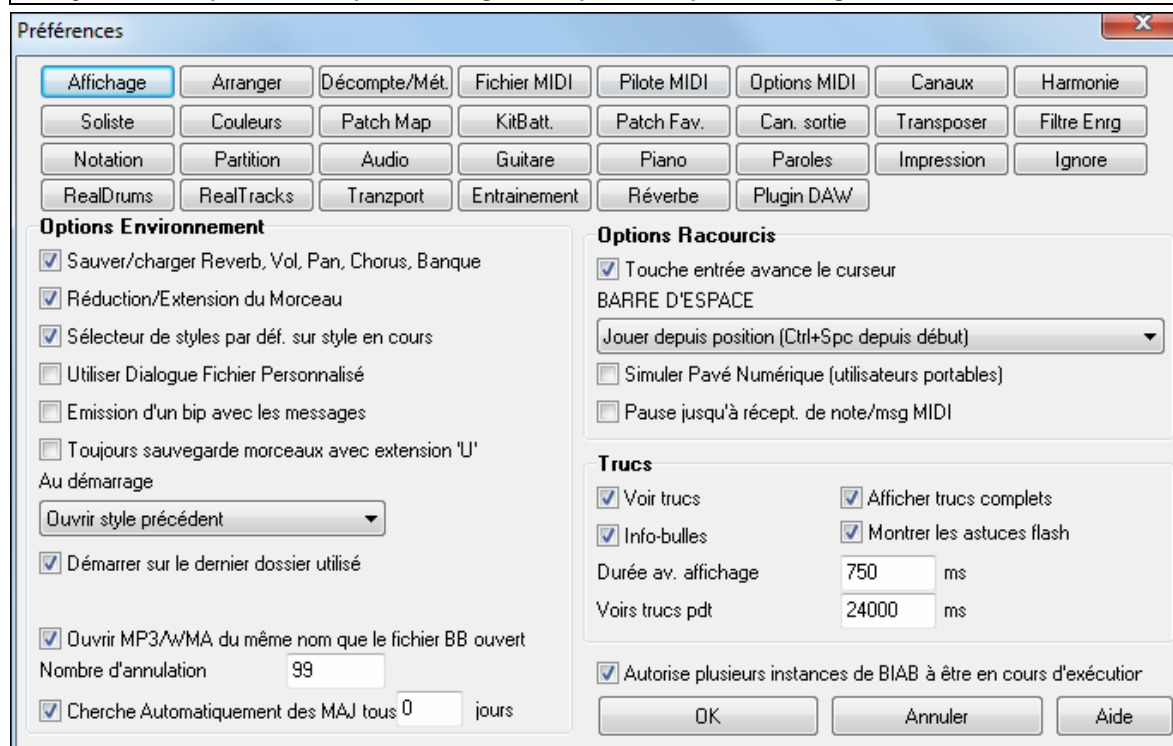 Préférences
Affichage Arranger Décompte/Mét. Fichier MIDI Pilote MIDI Options MIDI Canaux Harmonie
Soliste Couleurs Patch Map KitBatt. Patch Fav. Can. sortie Transposer Filtre Enrg
Notation Partition Audio Guitare Piano Paroles Impression Ignore
RealDrums RealTracks Tranzport Entrainement Réverbe Plugin DAW
Options Environnement
Sauver/charger Reverb, Vol, Pan, Chorus, Banque
Réduction/Extension du Morceau
Sélecteur de styles par déf. sur style en cours
Utiliser Dialogue Fichier Personnalisé
Emission d'un bip avec les messages
Toujours sauvegarde morceaux avec extension 'U'
Au démarrage
Ouvrir style précédent
Démarrer sur le dernier dossier utilisé
Ouvrir MP3/WMA du même nom que le fichier BB ouvert
Nombre d'annulation 99
Cherche Automatiquement des MAJ tous 0 jours
Options Racourcis
Touche entrée avance le curseur
BARRE D'ESPACE
Jouer depuis position (Ctrl+Spc depuis début)
Simuler Pavé Numérique (utilisateurs portables)
Pause jusqu'à récept. de note/msg MIDI
Trucs
Voir trucs Afficher trucs complets
Info-bulles Montrer les astuces flash
Durée av. affichage 750 ms
Voirs trucs pdt 24000 ms
Autorise plusieurs instances de BIAB à être en cours d'exécution
OK Annuler Aide